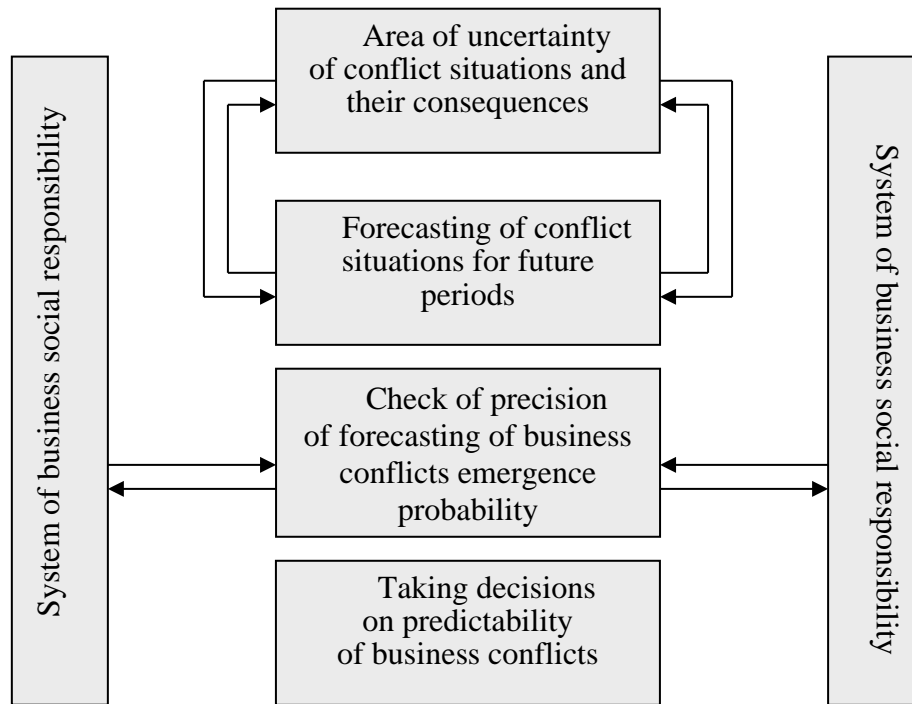 System of business social responsibility
Area of uncertainty
of conflict situations and
their consequences
Forecasting of conflict
situations for future
periods
Check of precision
of forecasting of business
conflicts emergence
probability
Taking decisions
on predictability
of business conflicts
System of business social responsibility